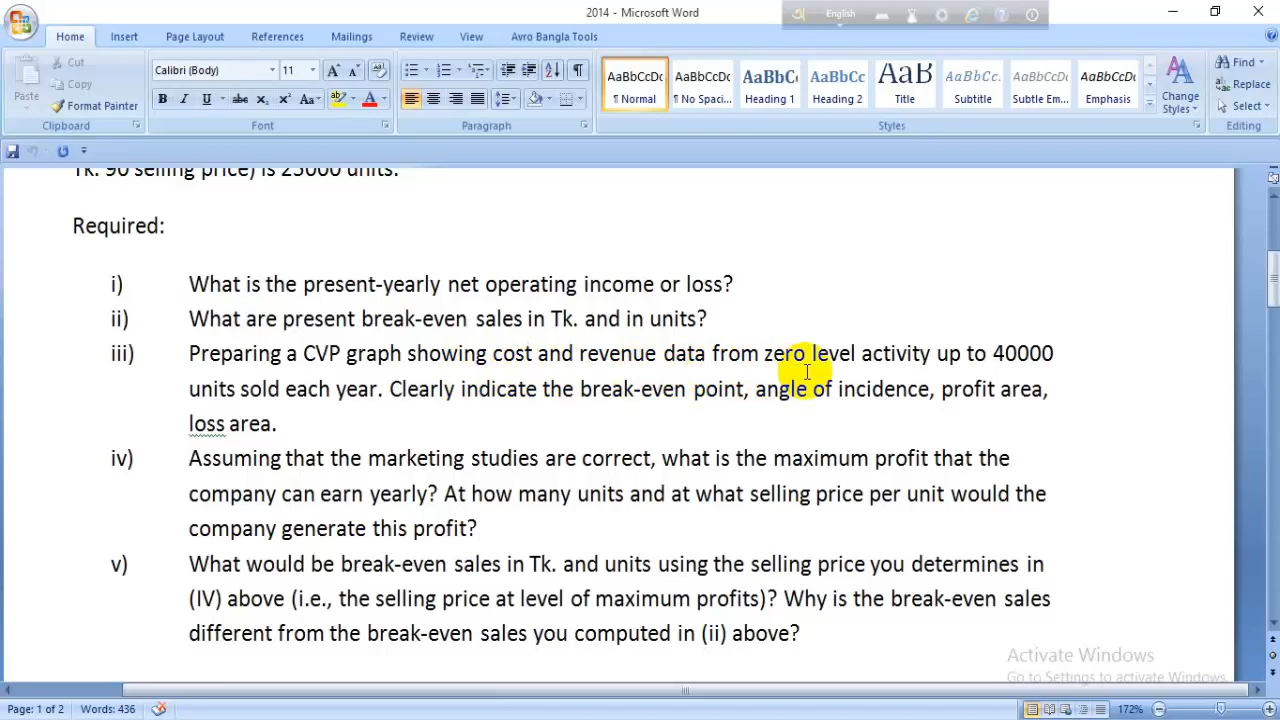 2014 - Microsoft Word
English
Home Insert Page Layout References Mailings Review View Avro Bangla Tools
Paste
Cut
Copy
Format Painter
Clipboard
Calibri (Body) 11
Font
Paragraph
AaBbCcDc AaBbCcDc AaBbCc AaBbCc AaB AaBbCc. AaBbCcDc AaBbCcDc
¶ Normal ¶ No Spaci... Heading 1 Heading 2 Title Subtitle Subtle Em... Emphasis
Change Styles
Styles
Find
Replace
Select
Editing
Tk. 90 selling price) is 25000 units.
Required:
i) What is the present-yearly net operating income or loss?
ii) What are present break-even sales in Tk. and in units?
iii) Preparing a CVP graph showing cost and revenue data from zero level activity up to 40000
units sold each year. Clearly indicate the break-even point, angle of incidence, profit area,
loss area.
iv) Assuming that the marketing studies are correct, what is the maximum profit that the
company can earn yearly? At how many units and at what selling price per unit would the
company generate this profit?
v) What would be break-even sales in Tk. and units using the selling price you determines in
(IV) above (i.e., the selling price at level of maximum profits)? Why is the break-even sales
different from the break-even sales you computed in (ii) above?
Activate Windows
Go to Settings to activate Windows.
Page: 1 of 2 Words: 436 172%